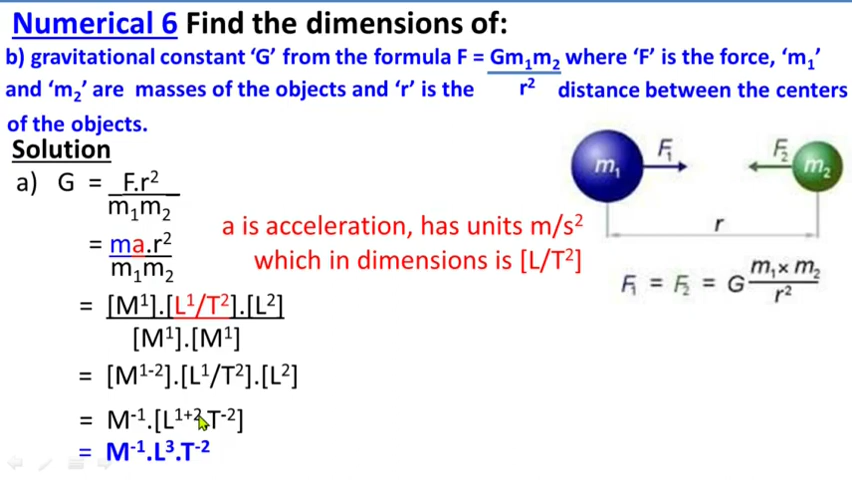 Numerical 6 Find the dimensions of:
b) gravitational constant 'G' from the formula F = Gm₁m₂ where 'F' is the force, 'm₁'
and 'm₂' are masses of the objects and 'r' is the r² distance between the centers
of the objects.
Solution
a) G = F.r²
m₁m₂
= ma.r²
m₁m₂
= [M¹].[L¹/T²].[L²]
[M¹].[M¹]
= [M¹⁻²].[L¹/T²].[L²]
= M⁻¹.[L¹⁺² T⁻²]
= M⁻¹.L³.T⁻²
a is acceleration, has units m/s²
which in dimensions is [L/T²]
m₁ F₁ F₂ m₂
r
F₁ = F₂ = G m₁ × m₂
r²